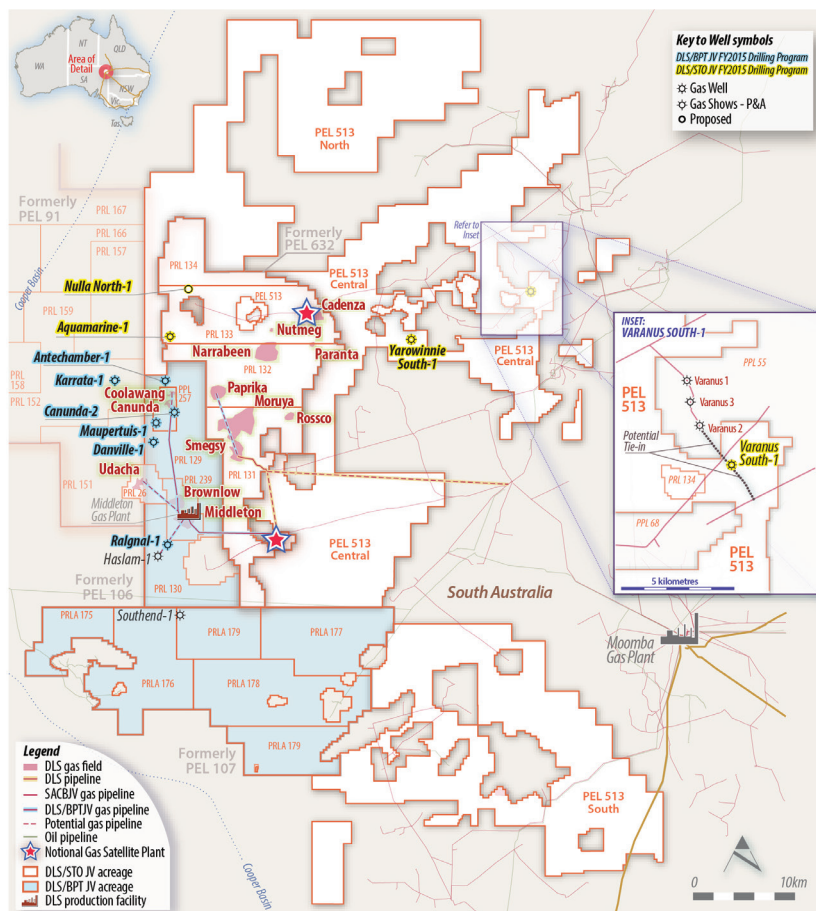 NT
QLD
WA
Area of
Detail
SA
NSW
Vic
Tas
Key to Well symbols
DLS/BPT JV FY2015 Drilling Program
DLS/STO JV FY2015 Drilling Program
Gas Well
Gas Shows - P&A
Proposed
PEL 513
North
Formerly
PEL 91
PRL 167
PRL 166
PRL 157
Formerly
PEL 632
Refer to
Inset
PRL 134
PEL 513
Central
Cooper Basin
Nulla North-1
PEL 513
Cadenza
PRL 159
Aquamarine-1
PRL 133
Nutmeg
Narrabeen
Paranta
Yarowinnie
South-1
PEL 513
Central
INSET:
VARANUS SOUTH-1
Antechamber-1
PRL 132
PPL 55
Karrata-1
PRL
158
PRL 152
Coolawang
Canunda
PPL
257
Paprika
Moruya
PEL
513
Varanus 1
Varanus 3
Canunda-2
Rossco
Varanus 2
Maupertuis-1
Potential
Tie-in
Varanus
South-1
Danville-1
PRL 129
Smegsy
Udacha
PRL 131
PRL 134
PRL 151
PRL 26
PRL 239
Brownlow
Middleton
Gas Plant
Middleton
PPL 68
PEL
513
Ralgnal-1
Haslam-1
PEL 513
Central
5 kilometres
Formerly
PEL 106
PRL 130
South Australia
PRLA 175
Southend-1
PRLA 179
PRLA 177
Moomba
Gas Plant
PRLA 176
PRLA 178
PRLA 179
Formerly
PEL 107
PEL 513
South
Legend
DLS gas field
DLS pipeline
SACBJV gas pipeline
DLS/BPTJV gas pipeline
Potential gas pipeline
Oil pipeline
Notional Gas Satellite Plant
DLS/STO JV acreage
DLS/BPT JV acreage
DLS production facility
Cooper Basin
0
10km